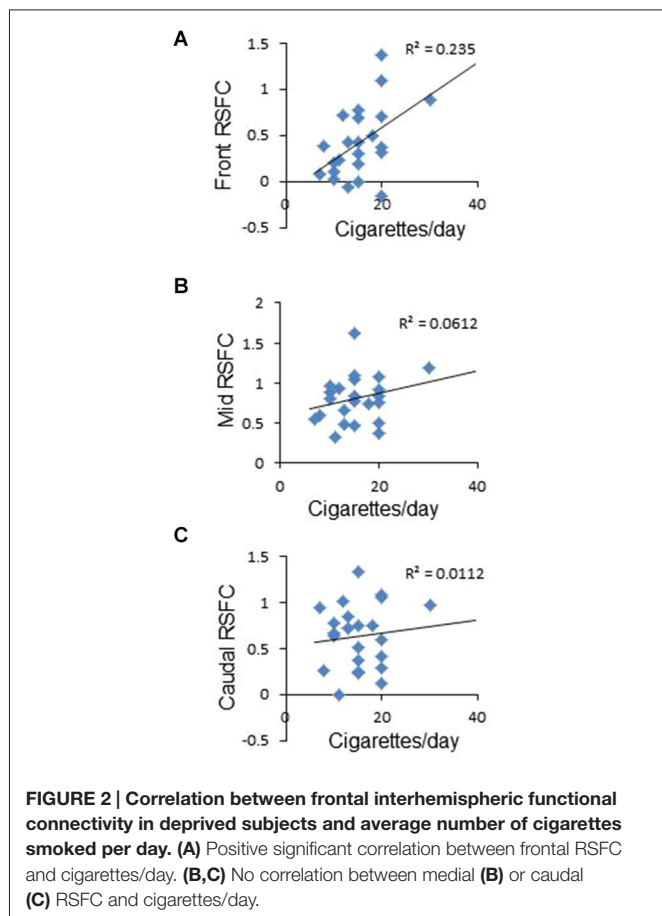 A
R² = 0.235
1.5
1
0.5
0
-0.5
Front RSFC
0 20 40
Cigarettes/day
B
R² = 0.0612
2
1.5
1
0.5
0
Mid RSFC
0 20 40
Cigarettes/day
C
R² = 0.0112
1.5
1
0.5
0
-0.5
Caudal RSFC
0 20 40
Cigarettes/day
FIGURE 2 | Correlation between frontal interhemispheric functional
connectivity in deprived subjects and average number of cigarettes
smoked per day. (A) Positive significant correlation between frontal RSFC
and cigarettes/day. (B,C) No correlation between medial (B) or caudal
(C) RSFC and cigarettes/day.